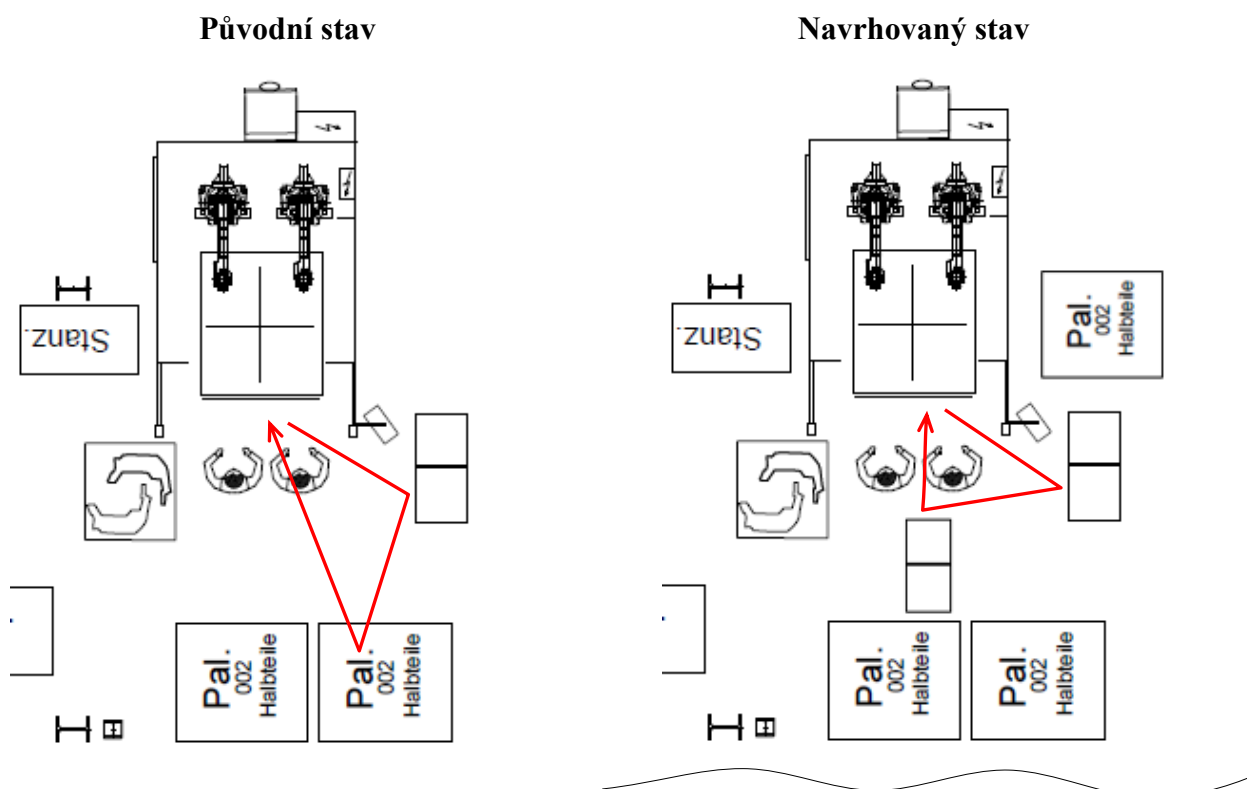 Původní stav
Navrhovaný stav
Stanz.
Stanz.
Pal.
002
Halbteile
Pal.
002
Halbteile
Pal.
002
Halbteile
Pal.
002
Halbteile
Pal.
002
Halbteile